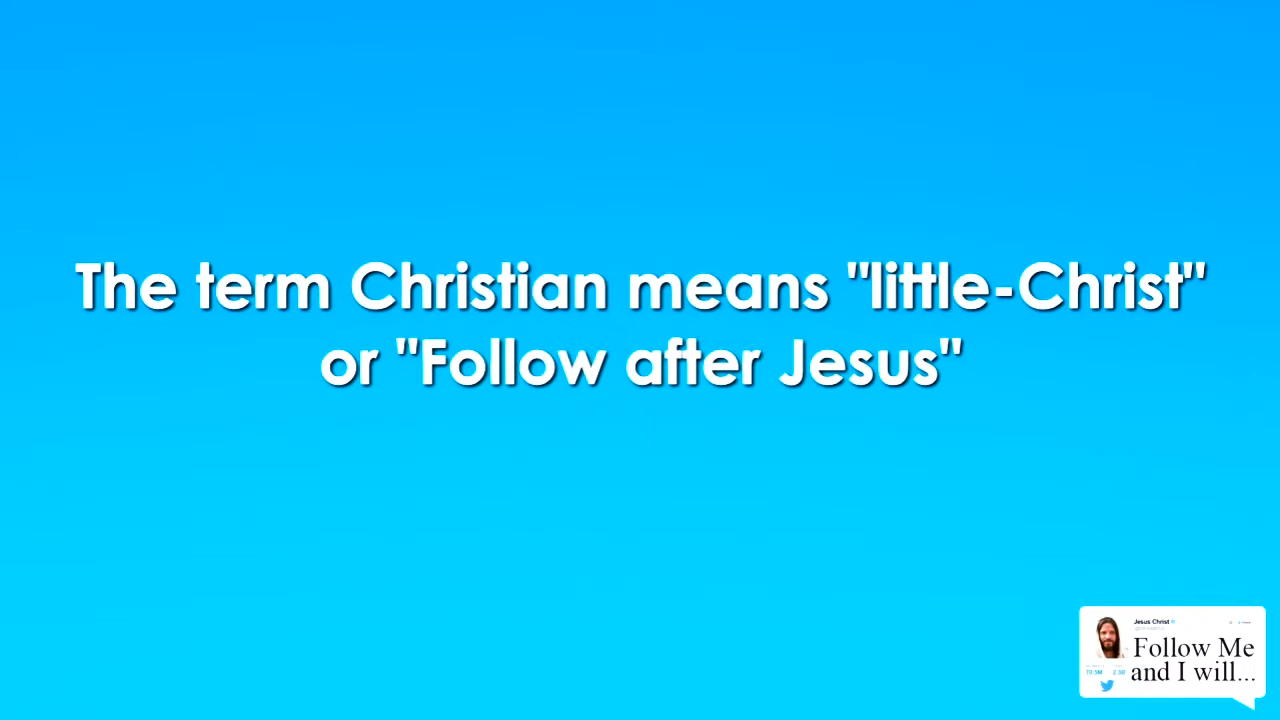 The term Christian means "little-Christ"
or "Follow after Jesus"
Jesus Christ
Follow Me
and I will...